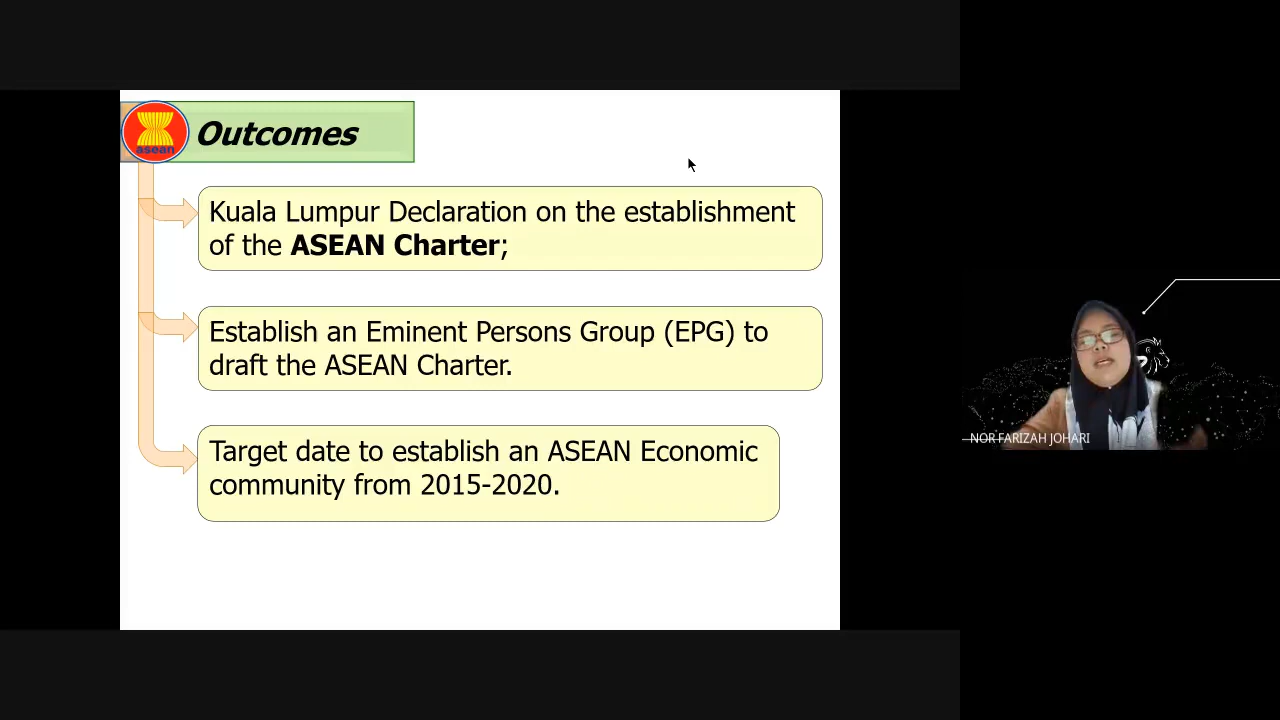 asean
Outcomes
Kuala Lumpur Declaration on the establishment
of the ASEAN Charter;
Establish an Eminent Persons Group (EPG) to
draft the ASEAN Charter.
Target date to establish an ASEAN Economic
community from 2015-2020.
NOR FARIZAH JOHARI